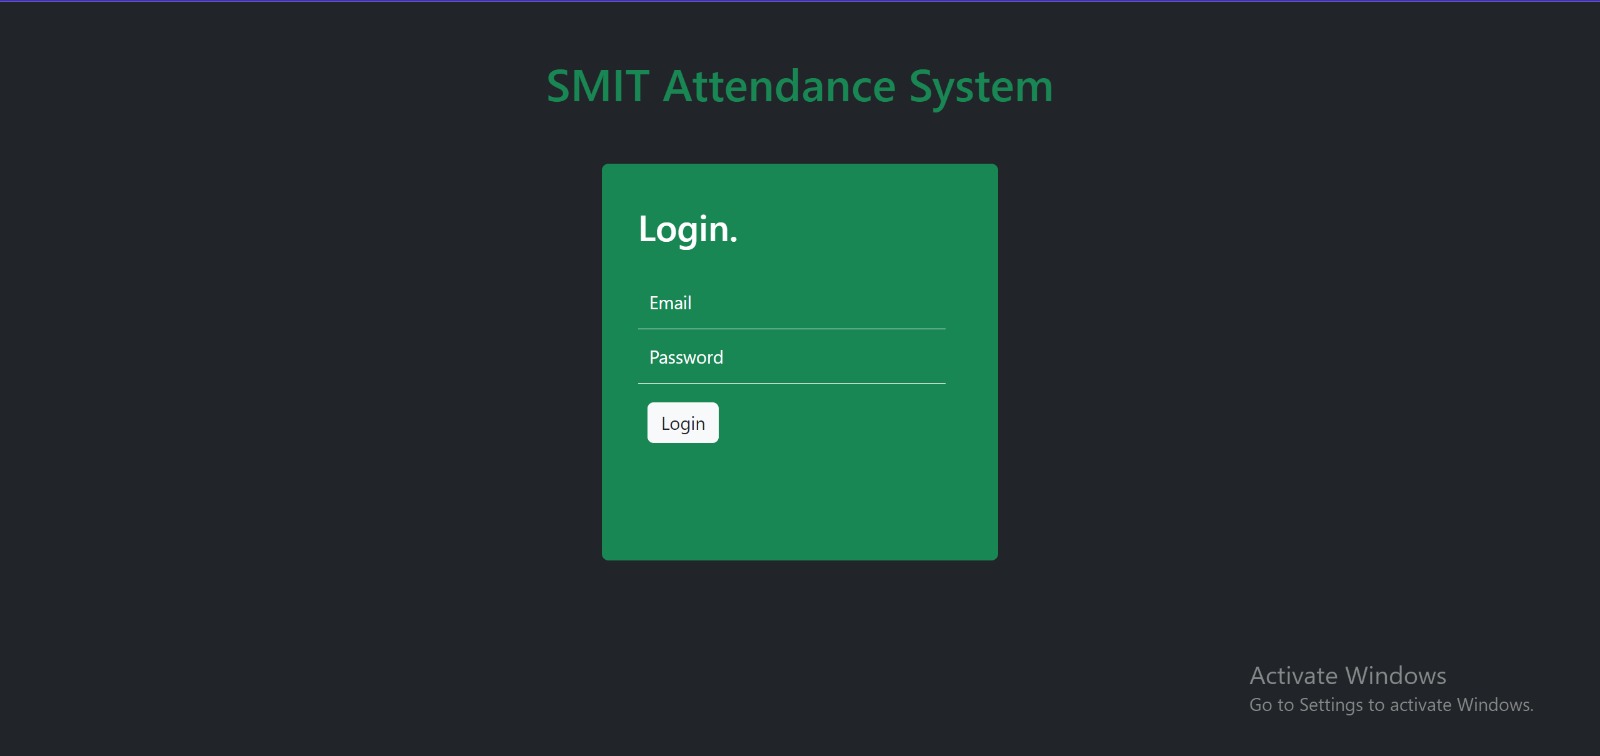 SMIT Attendance System
Login.
Email
Password
Login
Activate Windows
Go to Settings to activate Windows.